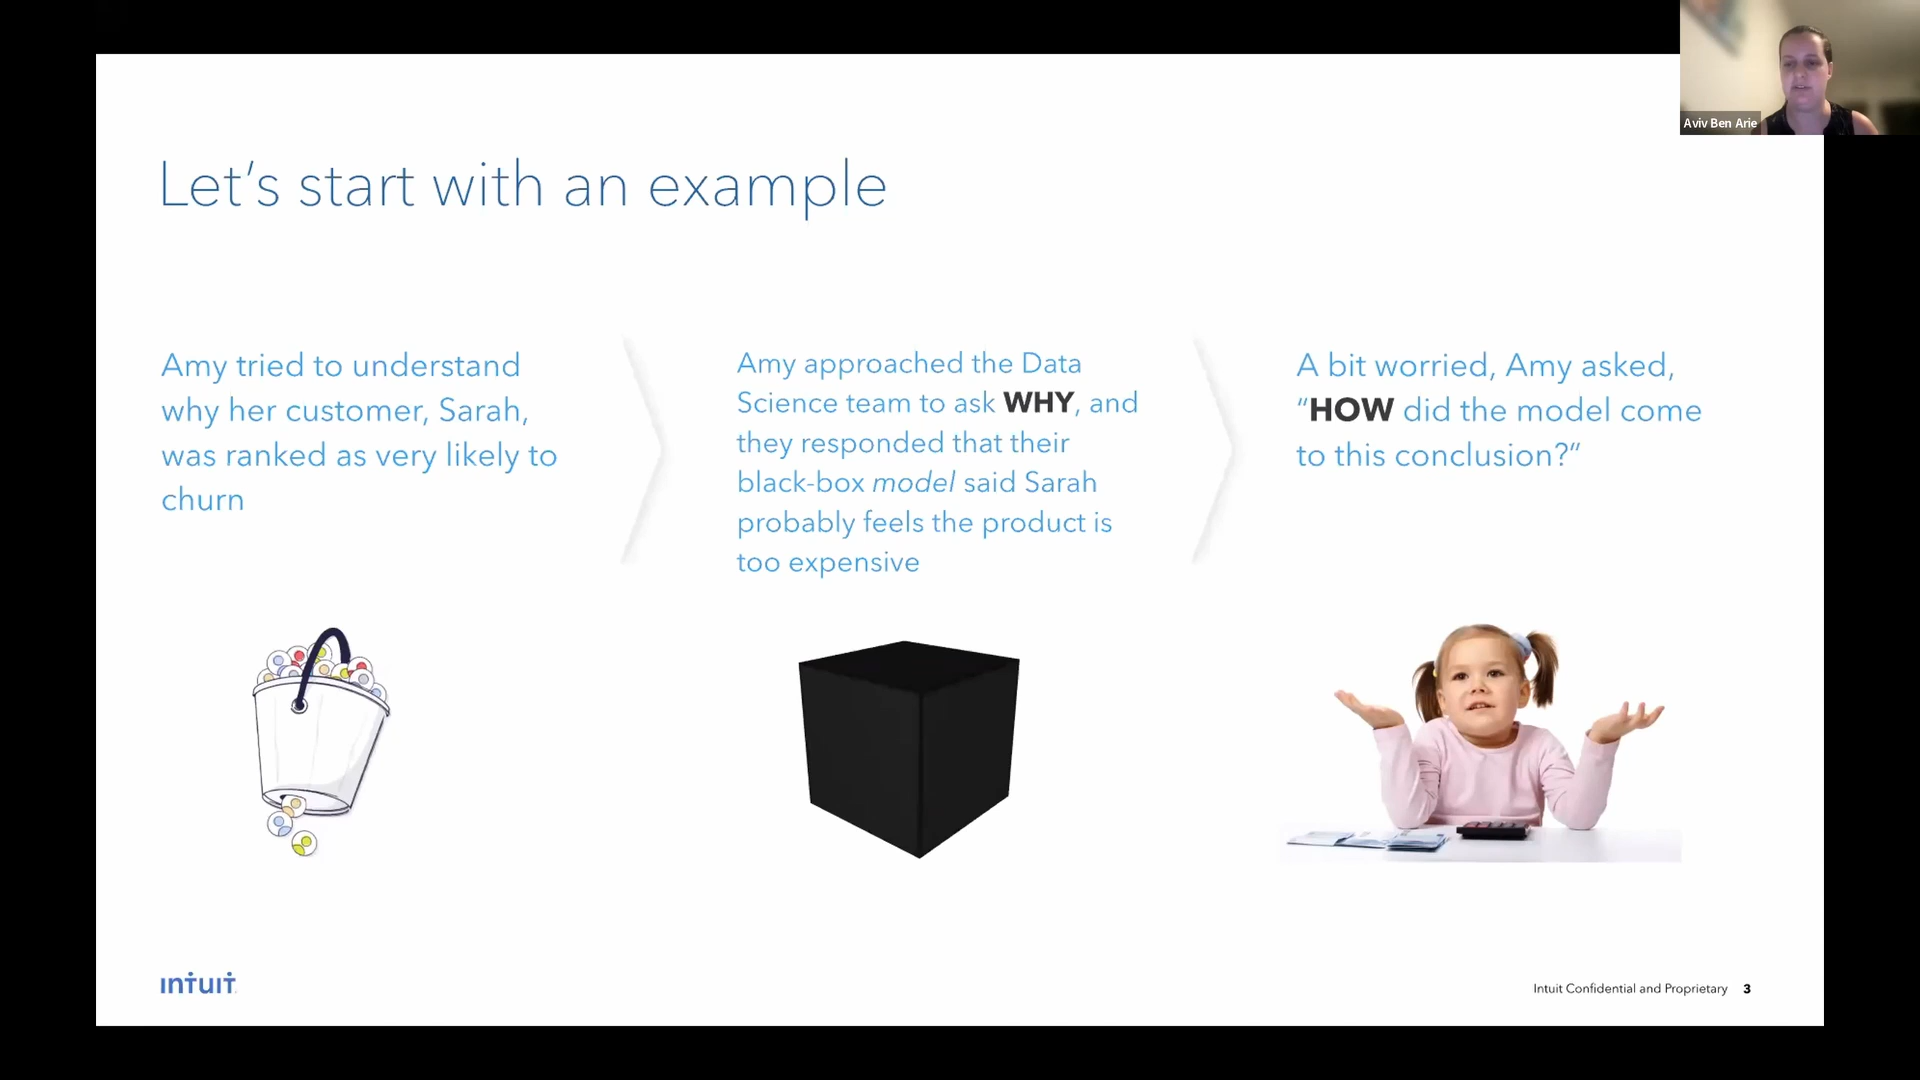 Aviv Ben Arie
Let's start with an example
Amy tried to understand
why her customer, Sarah,
was ranked as very likely to
churn
Amy approached the Data
Science team to ask WHY, and
they responded that their
black-box model said Sarah
probably feels the product is
too expensive
A bit worried, Amy asked,
“HOW did the model come
to this conclusion?”
intuit
Intuit Confidential and Proprietary 3